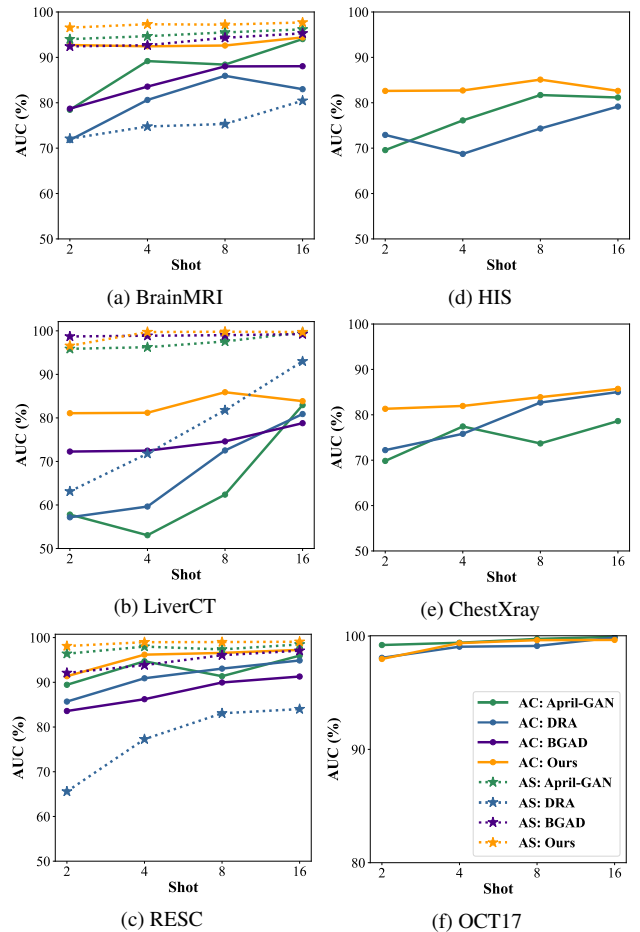 100
90
80
70
60
50
AUC (%)
2
4
8
16
Shot
(a) BrainMRI
100
90
80
70
60
50
AUC (%)
2
4
8
16
Shot
(d) HIS
100
90
80
70
60
50
AUC (%)
2
4
8
16
Shot
(b) LiverCT
100
90
80
70
60
50
AUC (%)
2
4
8
16
Shot
(e) ChestXray
100
90
80
70
60
50
AUC (%)
2
4
8
16
Shot
(c) RESC
100
90
80
AUC (%)
AC: April-GAN
AC: DRA
AC: BGAD
AC: Ours
AS: April-GAN
AS: DRA
AS: BGAD
AS: Ours
2
4
8
16
Shot
(f) OCT17